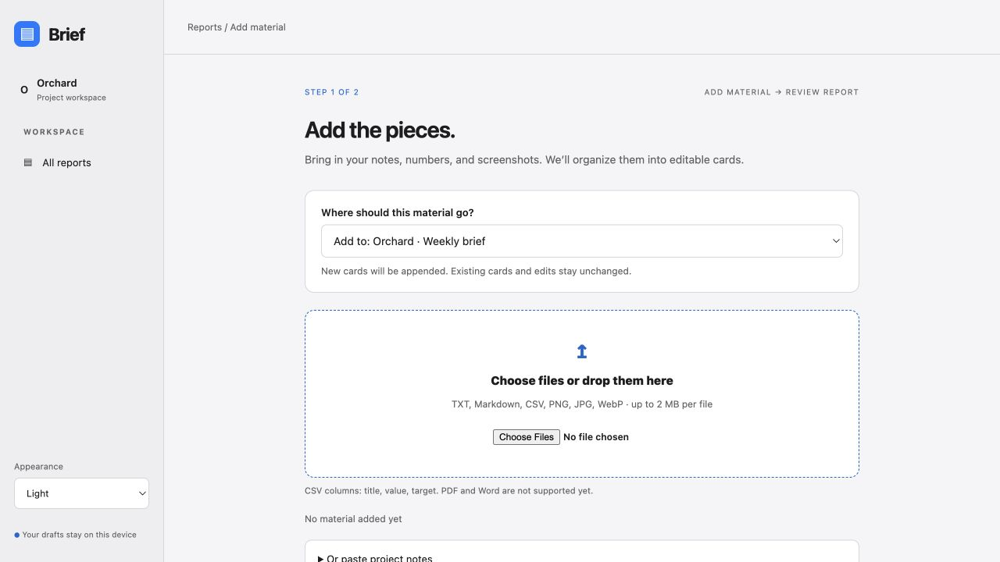 Brief
O
Orchard
Project workspace
WORKSPACE
All reports
Appearance
Light
Your drafts stay on this device
Reports / Add material
STEP 1 OF 2
ADD MATERIAL → REVIEW REPORT
Add the pieces.
Bring in your notes, numbers, and screenshots. We’ll organize them into editable cards.
Where should this material go?
Add to: Orchard · Weekly brief
New cards will be appended. Existing cards and edits stay unchanged.
Choose files or drop them here
TXT, Markdown, CSV, PNG, JPG, WebP · up to 2 MB per file
Choose Files No file chosen
CSV columns: title, value, target. PDF and Word are not supported yet.
No material added yet
Or paste project notes